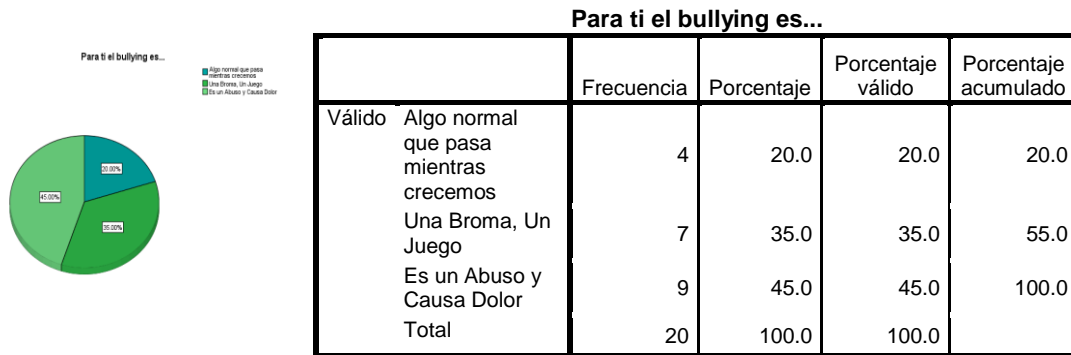 Para ti el bullying es...
Algo normal que pasa
mientras crecemos
Una Broma, Un Juego
Es un Abuso y Causa Dolor
20.00%
45.00%
35.00%
Para ti el bullying es...
Frecuencia Porcentaje Porcentaje válido Porcentaje acumulado
Válido Algo normal
que pasa
mientras
crecemos 4 20.0 20.0 20.0
Una Broma, Un
Juego 7 35.0 35.0 55.0
Es un Abuso y
Causa Dolor 9 45.0 45.0 100.0
Total 20 100.0 100.0